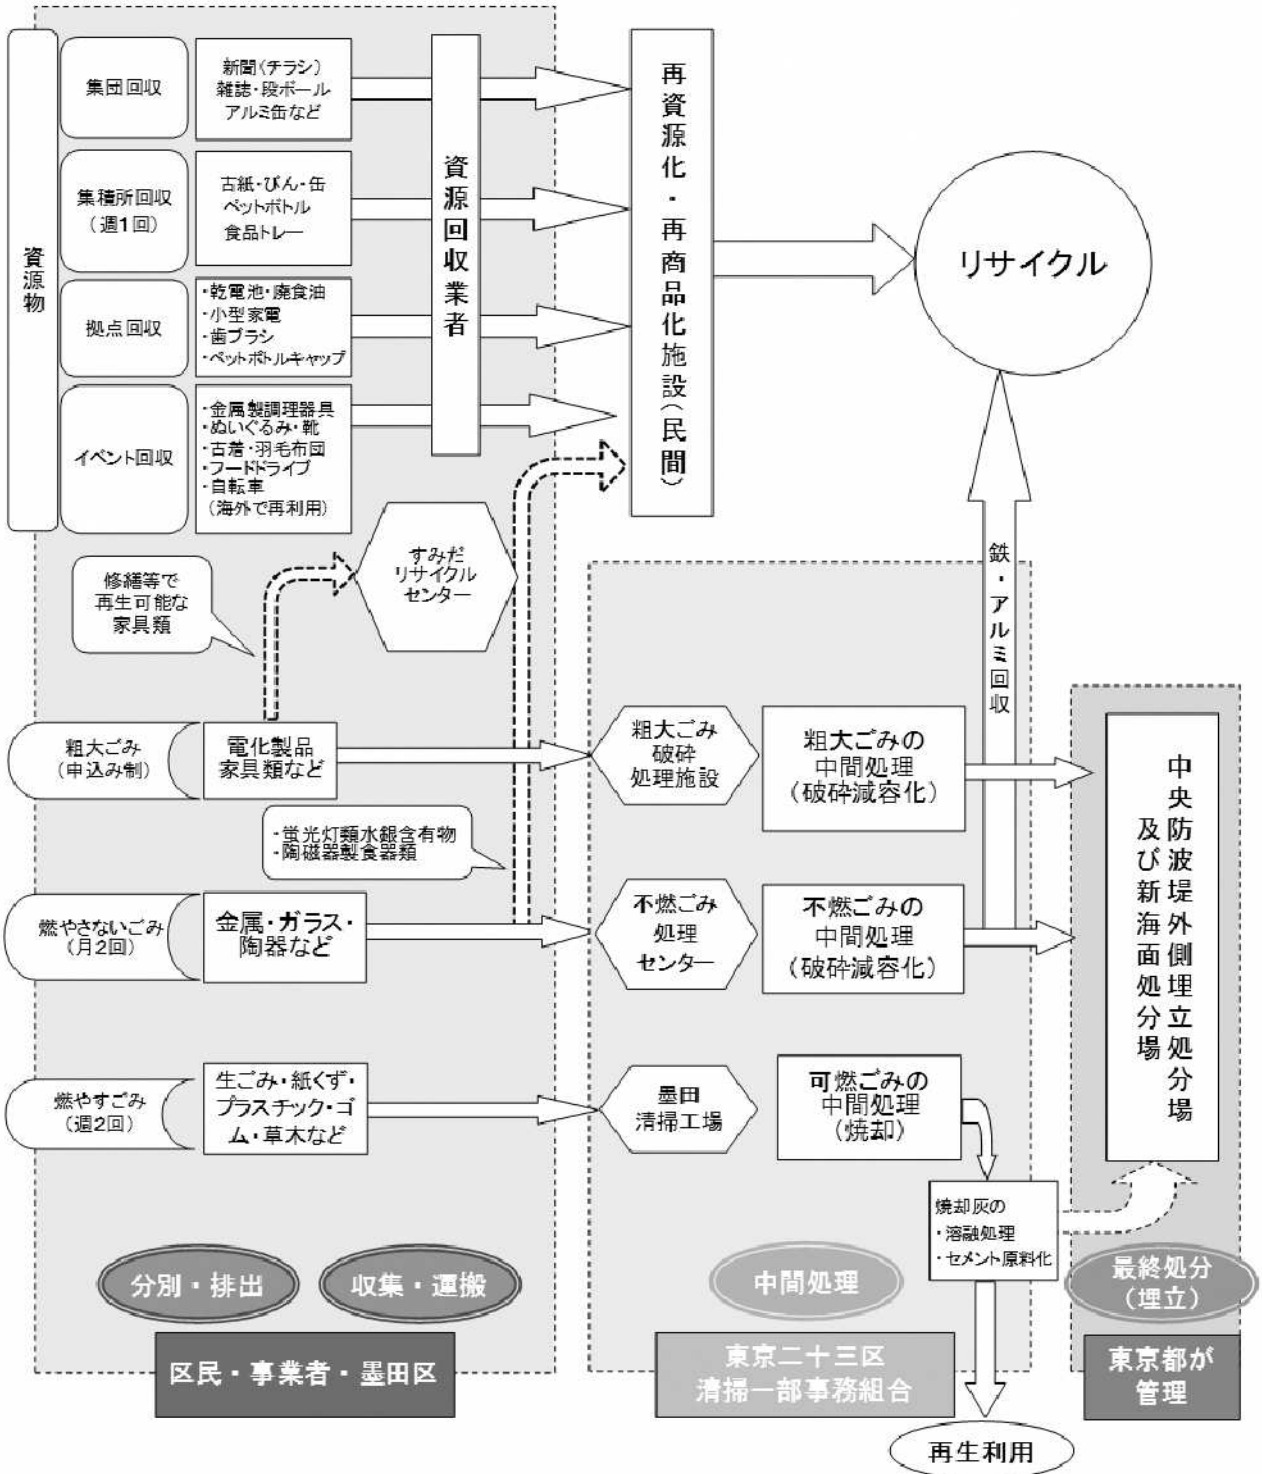 資源物
集団回収
新聞(チラシ)
雑誌・段ボール
アルミ缶など
集積所回収
(週1回)
古紙・びん・缶
ペットボトル
食品トレー
拠点回収
・乾電池・廃食油
・小型家電
・歯ブラシ
・ペットボトルキャップ
イベント回収
・金属製調理器具
・ぬいぐるみ・靴
・古着・羽毛布団
・フードドライブ
・自転車
(海外で再利用)
資源回収業者
再資源化・再商品化施設(民間)
リサイクル
すみだ
リサイクル
センター
修繕等で
再生可能な
家具類
鉄・アルミ回収
粗大ごみ
(申込み制)
電化製品
家具類など
粗大ごみ
破砕
処理施設
粗大ごみの
中間処理
(破砕減容化)
・蛍光灯類水銀含有物
・陶磁器製食器類
燃やさないごみ
(月2回)
金属・ガラス・
陶器など
不燃ごみ
処理
センター
不燃ごみの
中間処理
(破砕減容化)
中央防波堤外側埋立処分場
及び新海面処分場
燃やすごみ
(週2回)
生ごみ・紙くず・
プラスチック・ゴ
ム・草木など
墨田
清掃工場
可燃ごみの
中間処理
(焼却)
焼却灰の
・溶融処理
・セメント原料化
分別・排出
収集・運搬
中間処理
最終処分
(埋立)
区民・事業者・墨田区
東京二十三区
清掃一部事務組合
東京都が
管理
再生利用